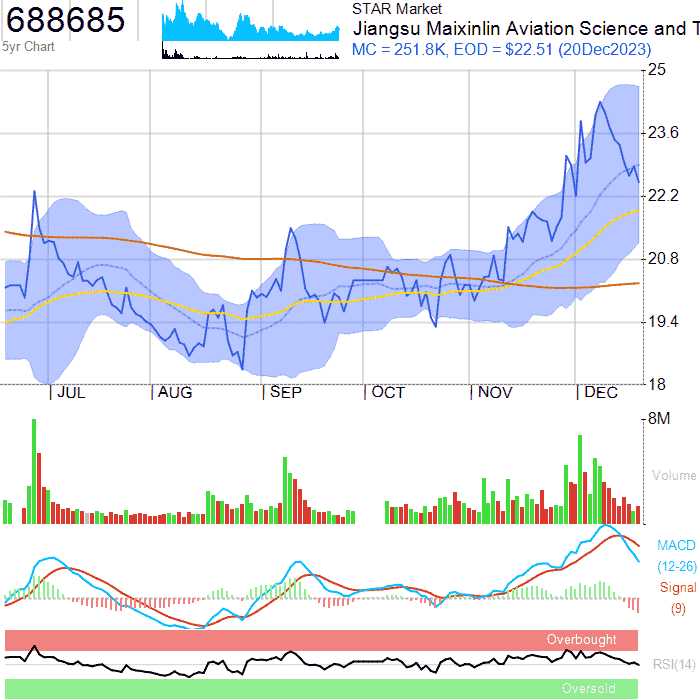 688685
5yr Chart
STAR Market
Jiangsu Maixinlin Aviation Science and T
MC = 251.8K, EOD = $22.51 (20Dec2023)
25
23.6
22.2
20.8
19.4
18
JUL AUG SEP OCT NOV DEC
8M
Volume
MACD
(12-26)
Signal
(9)
Overbought
RSI(14)
Oversold